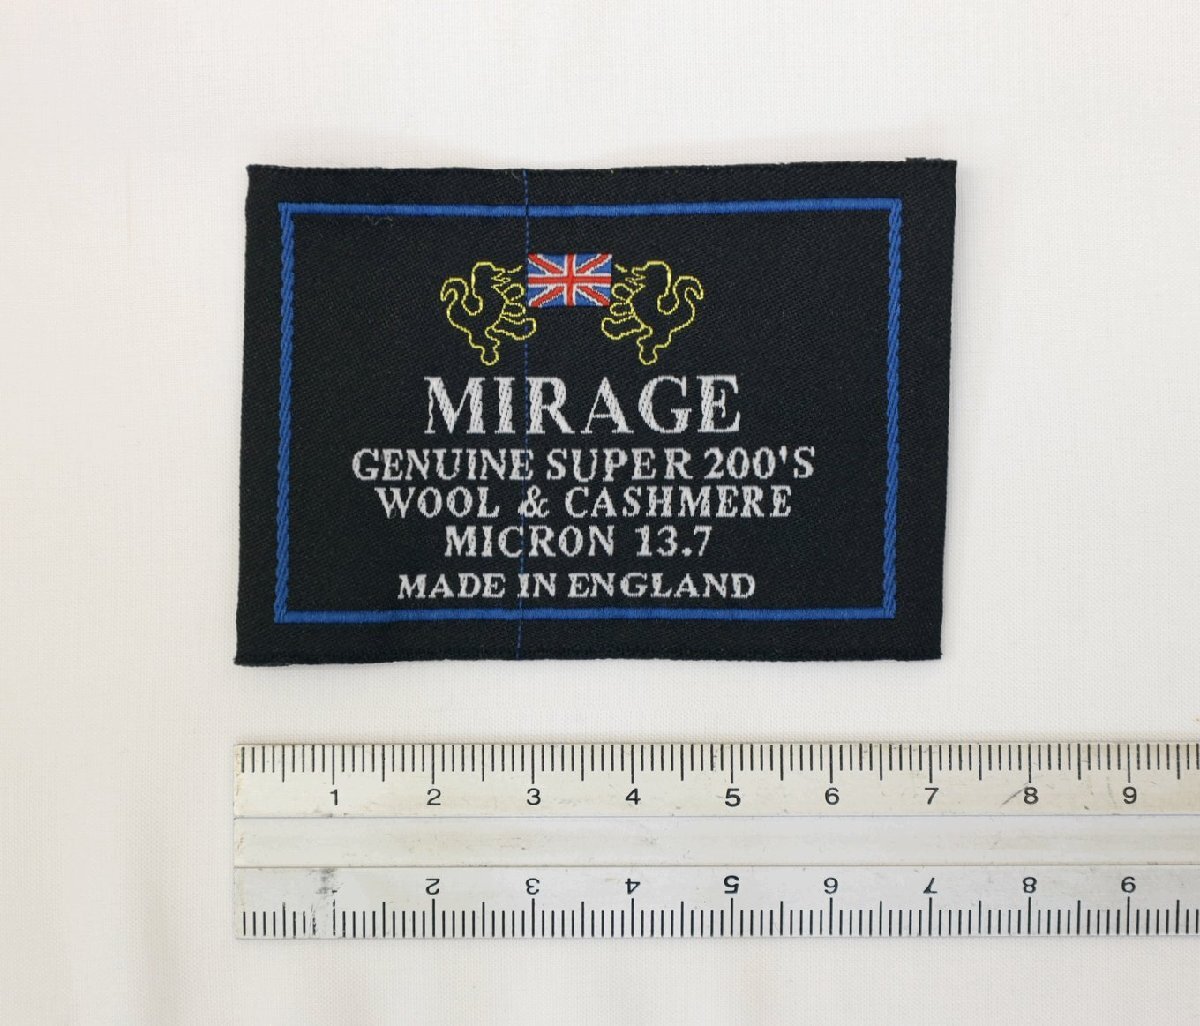 MIRAGE
GENUINE SUPER 200'S
WOOL & CASHMERE
MICRON 13.7
MADE IN ENGLAND
1 2 3 4 5 6 7 8 9
2 3 4 5 6 7 8 9